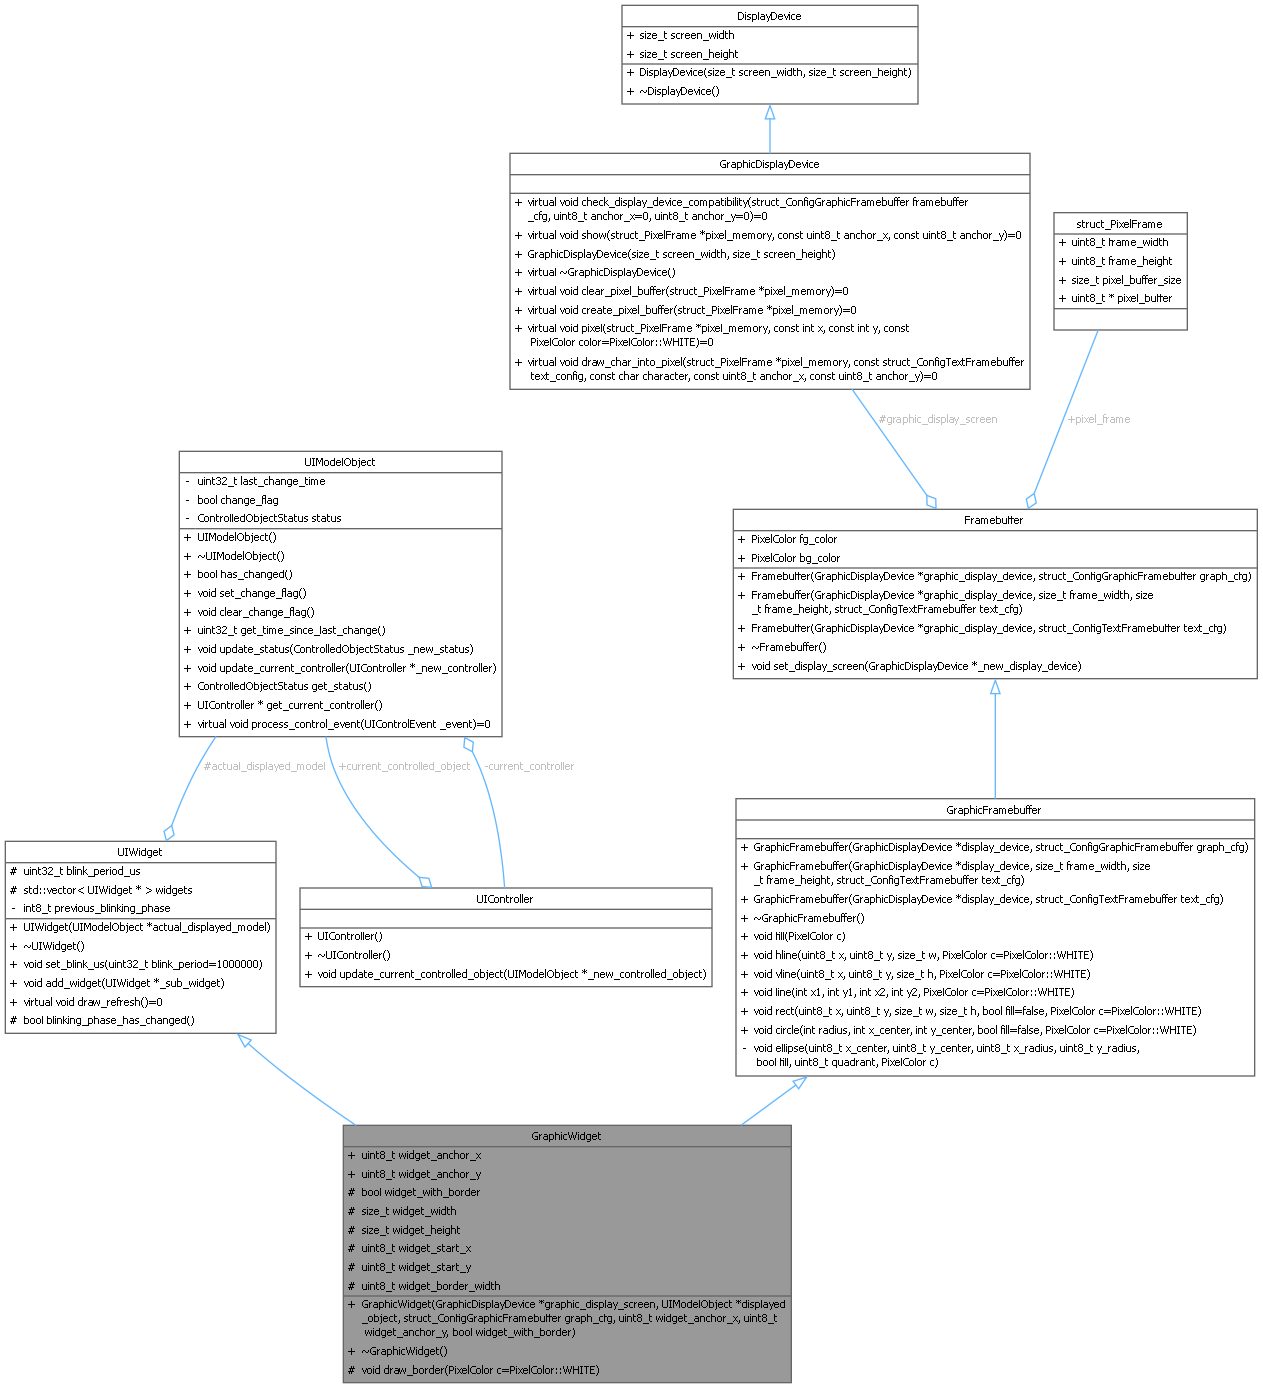 DisplayDevice
+ size_t screen_width
+ size_t screen_height
+ DisplayDevice(size_t screen_width, size_t screen_height)
+ ~DisplayDevice()
GraphicDisplayDevice
+ virtual void check_display_device_compatibility(struct_ConfigGraphicFramebuffer framebuffer
_cfg, uint8_t anchor_x=0, uint8_t anchor_y=0)=0
+ virtual void show(struct_PixelFrame *pixel_memory, const uint8_t anchor_x, const uint8_t anchor_y)=0
+ GraphicDisplayDevice(size_t screen_width, size_t screen_height)
+ virtual ~GraphicDisplayDevice()
+ virtual void clear_pixel_buffer(struct_PixelFrame *pixel_memory)=0
+ virtual void create_pixel_buffer(struct_PixelFrame *pixel_memory)=0
+ virtual void pixel(struct_PixelFrame *pixel_memory, const int x, const int y, const
PixelColor color=PixelColor::WHITE)=0
+ virtual void draw_char_into_pixel(struct_PixelFrame *pixel_memory, const struct_ConfigTextFramebuffer
text_config, const char character, const uint8_t anchor_x, const uint8_t anchor_y)=0
struct_PixelFrame
+ uint8_t frame_width
+ uint8_t frame_height
+ size_t pixel_buffer_size
+ uint8_t * pixel_buffer
#graphic_display_screen
+pixel_frame
UIModelObject
- uint32_t last_change_time
- bool change_flag
- ControlledObjectStatus status
+ UIModelObject()
+ ~UIModelObject()
+ bool has_changed()
+ void set_change_flag()
+ void clear_change_flag()
+ uint32_t get_time_since_last_change()
+ void update_status(ControlledObjectStatus _new_status)
+ void update_current_controller(UIController *_new_controller)
+ ControlledObjectStatus get_status()
+ UIController * get_current_controller()
+ virtual void process_control_event(UIControlEvent _event)=0
Framebuffer
+ PixelColor fg_color
+ PixelColor bg_color
+ Framebuffer(GraphicDisplayDevice *graphic_display_device, struct_ConfigGraphicFramebuffer graph_cfg)
+ Framebuffer(GraphicDisplayDevice *graphic_display_device, size_t frame_width, size
_t frame_height, struct_ConfigTextFramebuffer text_cfg)
+ Framebuffer(GraphicDisplayDevice *graphic_display_device, struct_ConfigTextFramebuffer text_cfg)
+ ~Framebuffer()
+ void set_display_screen(GraphicDisplayDevice *_new_display_device)
#actual_displayed_model
+current_controlled_object
-current_controller
UIWidget
# uint32_t blink_period_us
# std::vector< UIWidget * > widgets
- int8_t previous_blinking_phase
+ UIWidget(UIModelObject *actual_displayed_model)
+ ~UIWidget()
+ void set_blink_us(uint32_t blink_period=1000000)
+ void add_widget(UIWidget *_sub_widget)
+ virtual void draw_refresh()=0
# bool blinking_phase_has_changed()
UIController
+ UIController()
+ ~UIController()
+ void update_current_controlled_object(UIModelObject *_new_controlled_object)
GraphicFramebuffer
+ GraphicFramebuffer(GraphicDisplayDevice *display_device, struct_ConfigGraphicFramebuffer graph_cfg)
+ GraphicFramebuffer(GraphicDisplayDevice *display_device, size_t frame_width, size
_t frame_height, struct_ConfigTextFramebuffer text_cfg)
+ GraphicFramebuffer(GraphicDisplayDevice *display_device, struct_ConfigTextFramebuffer text_cfg)
+ ~GraphicFramebuffer()
+ void fill(PixelColor c)
+ void hline(uint8_t x, uint8_t y, size_t w, PixelColor c=PixelColor::WHITE)
+ void vline(uint8_t x, uint8_t y, size_t h, PixelColor c=PixelColor::WHITE)
+ void line(int x1, int y1, int x2, int y2, PixelColor c=PixelColor::WHITE)
+ void rect(uint8_t x, uint8_t y, size_t w, size_t h, bool fill=false, PixelColor c=PixelColor::WHITE)
+ void circle(int radius, int x_center, int y_center, bool fill=false, PixelColor c=PixelColor::WHITE)
- void ellipse(uint8_t x_center, uint8_t y_center, uint8_t x_radius, uint8_t y_radius,
bool fill, uint8_t quadrant, PixelColor c)
GraphicWidget
+ uint8_t widget_anchor_x
+ uint8_t widget_anchor_y
# bool widget_with_border
# size_t widget_width
# size_t widget_height
# uint8_t widget_start_x
# uint8_t widget_start_y
# uint8_t widget_border_width
+ GraphicWidget(GraphicDisplayDevice *graphic_display_screen, UIModelObject *displayed
_object, struct_ConfigGraphicFramebuffer graph_cfg, uint8_t widget_anchor_x, uint8_t
widget_anchor_y, bool widget_with_border)
+ ~GraphicWidget()
# void draw_border(PixelColor c=PixelColor::WHITE)